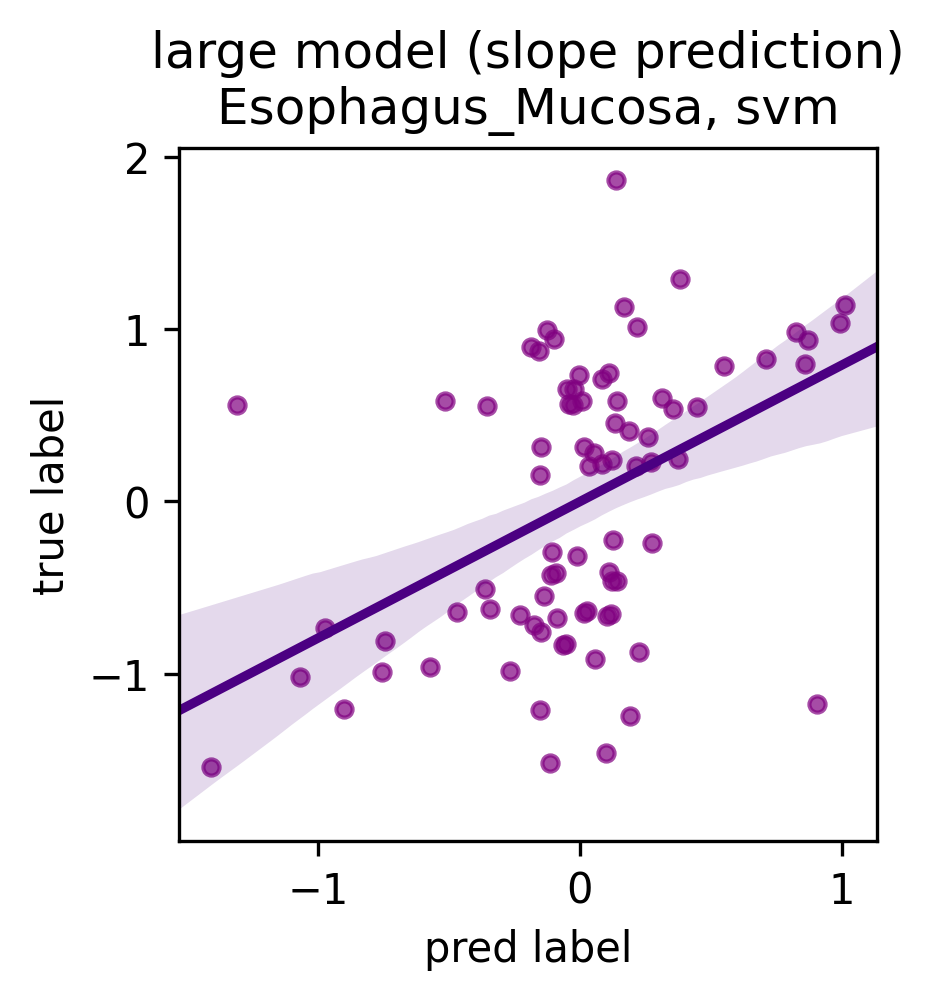 large model (slope prediction)
Esophagus_Mucosa, svm
2
1
0
−1
true label
−1
0
1
pred label